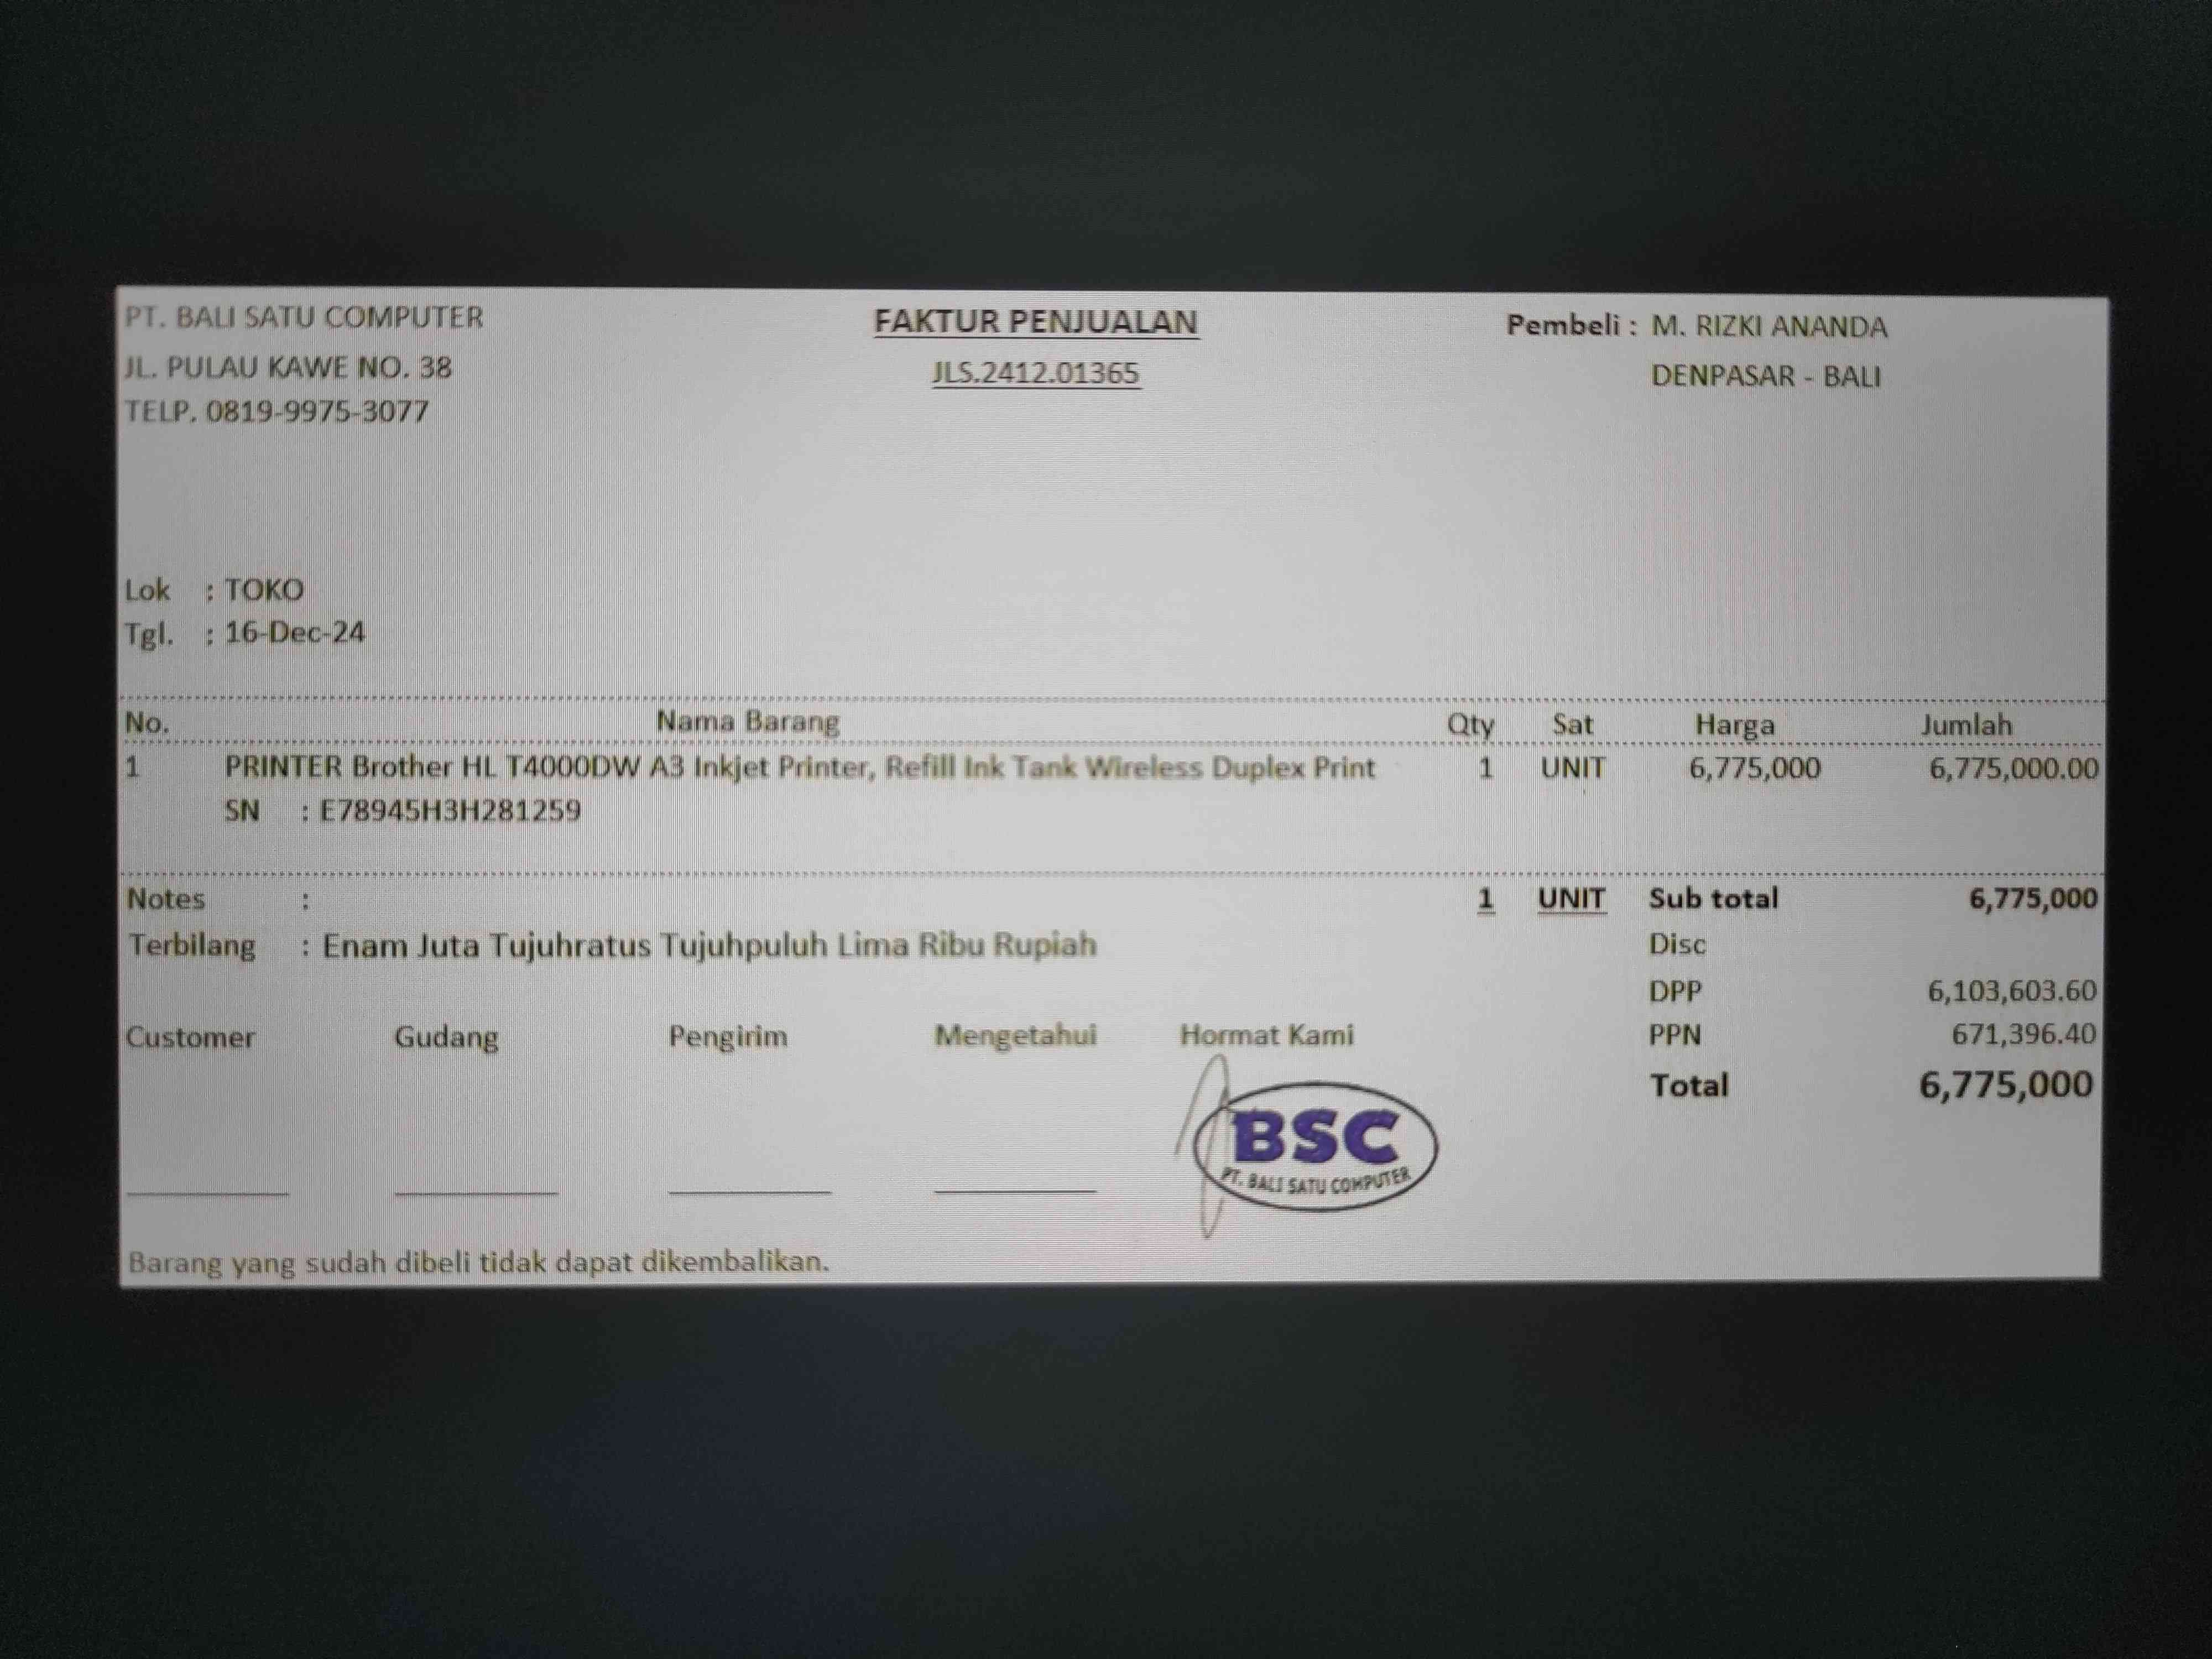 PT. BALI SATU COMPUTER
JL. PULAU KAWE NO. 38
TELP. 0819-9975-3077
FAKTUR PENJUALAN
JLS.2412.01365
Pembeli : M. RIZKI ANANDA
DENPASAR - BALI
Lok : TOKO
Tgl. : 16-Dec-24
No. Nama Barang Qty Sat Harga Jumlah
1 PRINTER Brother HL T4000DW A3 Inkjet Printer, Refill Ink Tank Wireless Duplex Print 1 UNIT 6,775,000 6,775,000.00
SN : E78945H3H281259
Notes : 1 UNIT Sub total 6,775,000
Terbilang : Enam Juta Tujuhratus Tujuhpuluh Lima Ribu Rupiah Disc
DPP 6,103,603.60
Customer Gudang Pengirim Mengetahui Hormat Kami PPN 671,396.40
Total 6,775,000
BSC
PT. BALI SATU COMPUTER
Barang yang sudah dibeli tidak dapat dikembalikan.